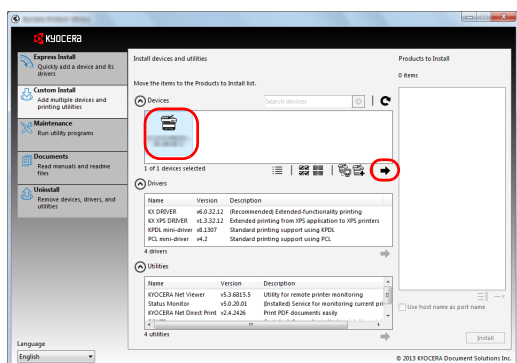 KYOCERA
Express Install
Quickly add a device and its
drivers
Custom Install
Add multiple devices and
printing utilities
Maintenance
Run utility programs
Documents
Read manuals and readme
files
Uninstall
Remove devices, drivers, and
utilities
Language
English
Install devices and utilities
Move the items to the Products to Install list.
Devices
Search devices
1 of 1 devices selected
Drivers
Name Version Description
KX DRIVER v6.0.32.12 (Recommended) Extended-functionality printing
KX XPS DRIVER v1.3.32.12 Extended printing from XPS application to XPS printers
KPDL mini-driver v8.1307 Standard printing support using KPDL
PCL mini-driver v4.2 Standard printing support using PCL
4 drivers
Utilities
Name Version Description
KYOCERA Net Viewer v5.3.6815.5 Utility for remote printer monitoring
Status Monitor v5.0.20.01 (Installed) Service for monitoring current pri
KYOCERA Net Direct Print v2.4.2426 Print PDF documents easily
4 utilities
Products to Install
0 items
Use host name as port name
Install
© 2013 KYOCERA Document Solutions Inc.